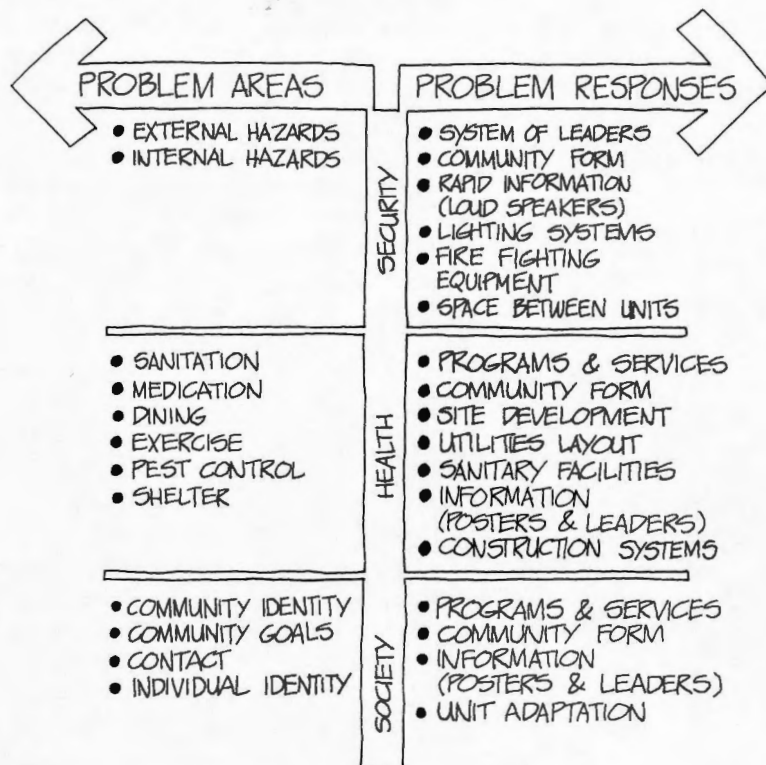 PROBLEM AREAS
PROBLEM RESPONSES
SECURITY
• EXTERNAL HAZARDS
• INTERNAL HAZARDS
• SYSTEM OF LEADERS
• COMMUNITY FORM
• RAPID INFORMATION
(LOUD SPEAKERS)
• LIGHTING SYSTEMS
• FIRE FIGHTING
EQUIPMENT
• SPACE BETWEEN UNITS
HEALTH
• SANITATION
• MEDICATION
• DINING
• EXERCISE
• PEST CONTROL
• SHELTER
• PROGRAMS & SERVICES
• COMMUNITY FORM
• SITE DEVELOPMENT
• UTILITIES LAYOUT
• SANITARY FACILITIES
• INFORMATION
(POSTERS & LEADERS)
• CONSTRUCTION SYSTEMS
SOCIETY
• COMMUNITY IDENTITY
• COMMUNITY GOALS
• CONTACT
• INDIVIDUAL IDENTITY
• PROGRAMS & SERVICES
• COMMUNITY FORM
• INFORMATION
(POSTERS & LEADERS)
• UNIT ADAPTATION